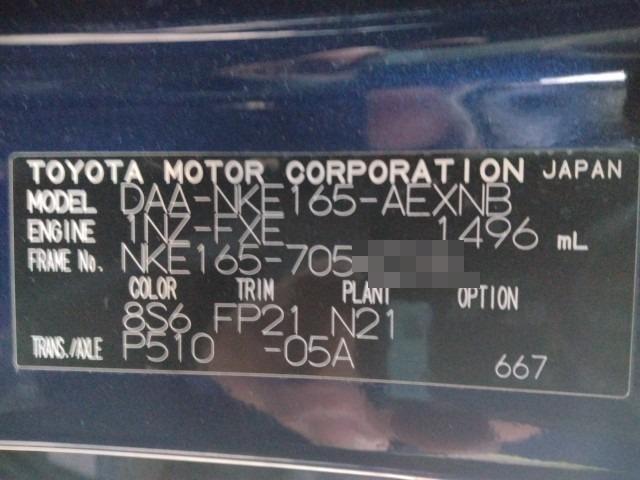 TOYOTA MOTOR CORPORATION JAPAN
MODEL DAA-NKE165-AEXNB
ENGINE 1NZ-FXE 1496 mL
FRAME No. NKE165-705
COLOR TRIM PLANT OPTION
8S6 FP21 N21
TRANS./AXLE P510 -05A
667